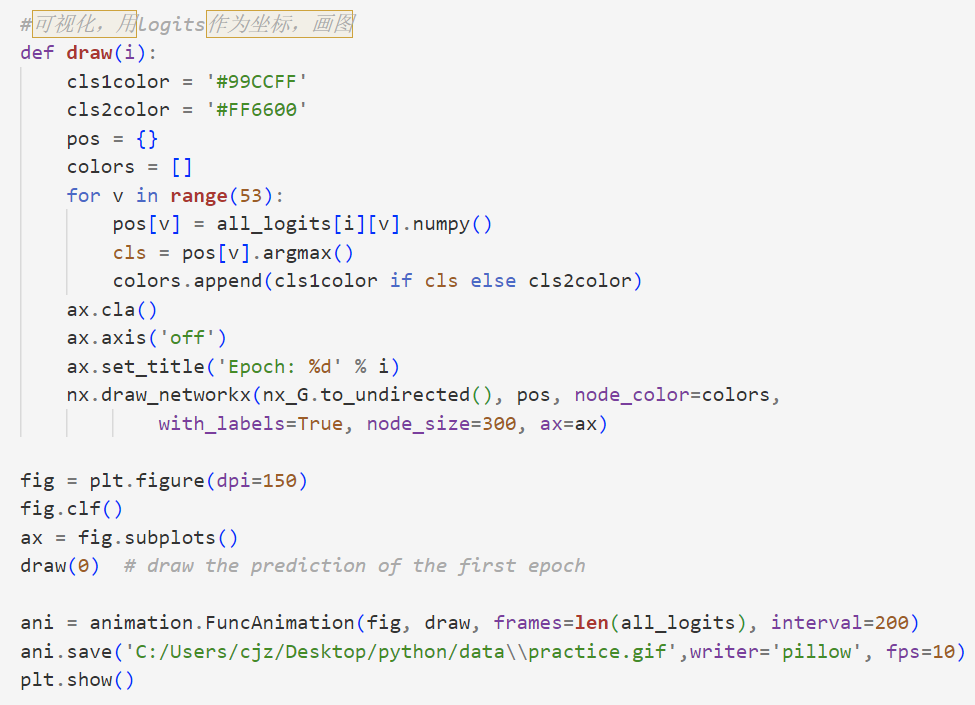 #可视化，用logits作为坐标，画图
def draw(i):
    cls1color = '#99CCFF'
    cls2color = '#FF6600'
    pos = {}
    colors = []
    for v in range(53):
        pos[v] = all_logits[i][v].numpy()
        cls = pos[v].argmax()
        colors.append(cls1color if cls else cls2color)
    ax.cla()
    ax.axis('off')
    ax.set_title('Epoch: %d' % i)
    nx.draw_networkx(nx_G.to_undirected(), pos, node_color=colors,
            with_labels=True, node_size=300, ax=ax)

fig = plt.figure(dpi=150)
fig.clf()
ax = fig.subplots()
draw(0)  # draw the prediction of the first epoch

ani = animation.FuncAnimation(fig, draw, frames=len(all_logits), interval=200)
ani.save('C:/Users/cjz/Desktop/python/data\\practice.gif',writer='pillow', fps=10)
plt.show()